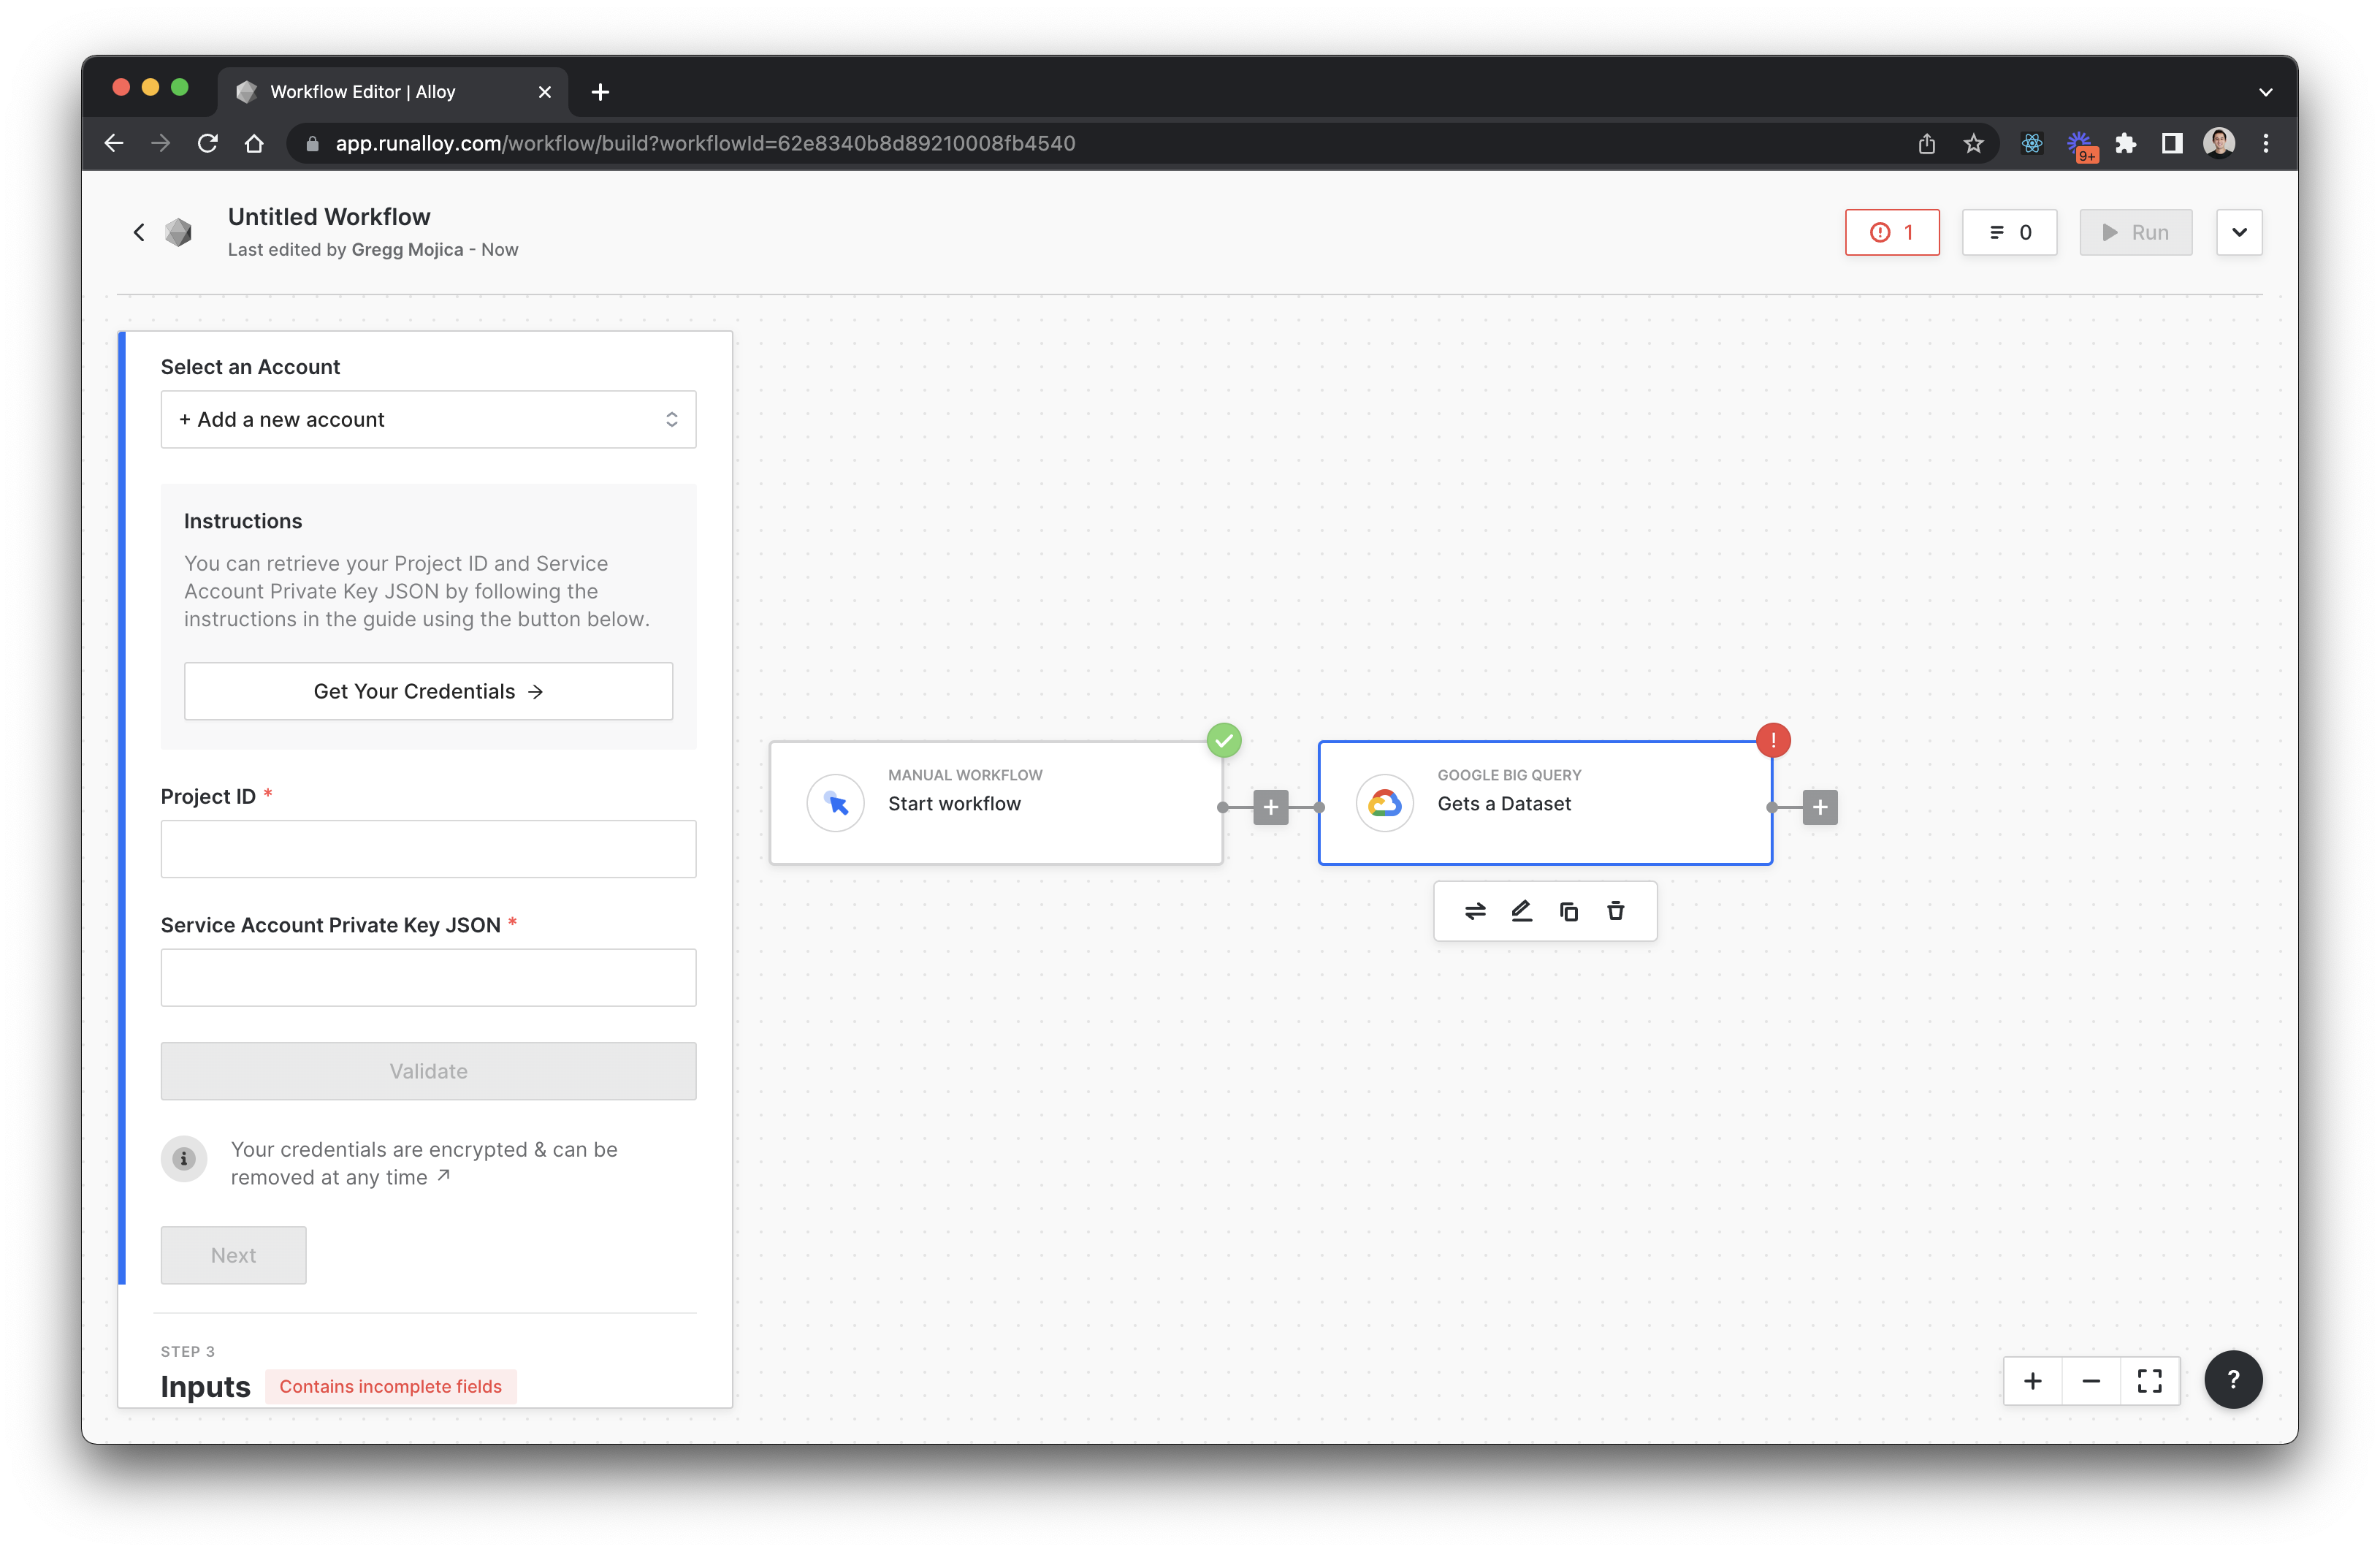 Workflow Editor | Alloy
app.runalloy.com/workflow/build?workflowId=62e8340b8d89210008fb4540
9+
Untitled Workflow
Last edited by Gregg Mojica - Now
1
0
Run
Select an Account
+ Add a new account
Instructions
You can retrieve your Project ID and Service
Account Private Key JSON by following the
instructions in the guide using the button below.
Get Your Credentials →
Project ID *
Service Account Private Key JSON *
Validate
Your credentials are encrypted & can be
removed at any time ↗
Next
STEP 3
Inputs Contains incomplete fields
MANUAL WORKFLOW
Start workflow
GOOGLE BIG QUERY
Gets a Dataset